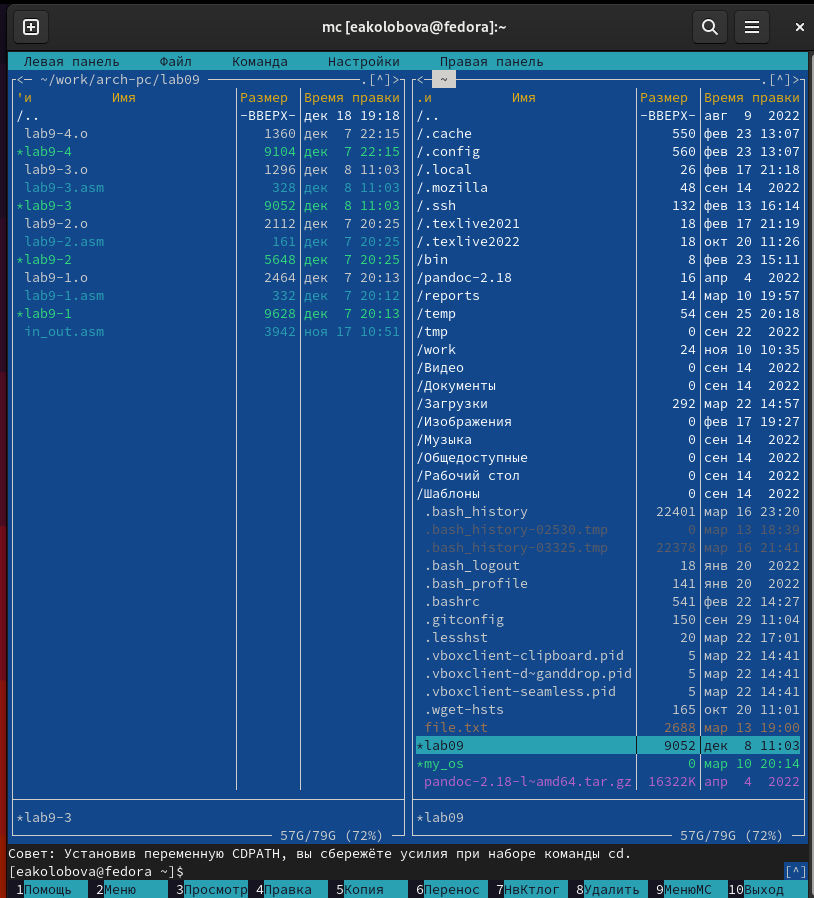 mc [eakolobova@fedora]:~
Левая панель Файл Команда Настройки Правая панель
<─ ~/work/arch-pc/lab09 .[^]>
'и Имя Размер Время правки
/.. -ВВЕРХ- дек 18 19:18
lab9-4.o 1360 дек 7 22:15
*lab9-4 9104 дек 7 22:15
lab9-3.o 1296 дек 8 11:03
lab9-3.asm 328 дек 8 11:03
*lab9-3 9052 дек 8 11:03
lab9-2.o 2112 дек 7 20:25
lab9-2.asm 161 дек 7 20:25
*lab9-2 5648 дек 7 20:25
lab9-1.o 2464 дек 7 20:13
lab9-1.asm 332 дек 7 20:12
*lab9-1 9628 дек 7 20:13
in_out.asm 3942 ноя 17 10:51
*lab9-3
57G/79G (72%)
<─ ~ .[^]>
.и Имя Размер Время правки
/.. -ВВЕРХ- авг 9 2022
/.cache 550 фев 23 13:07
/.config 560 фев 23 13:07
/.local 26 фев 17 21:18
/.mozilla 48 сен 14 2022
/.ssh 132 фев 13 16:14
/.texlive2021 18 фев 17 21:19
/.texlive2022 18 окт 20 11:26
/bin 8 фев 23 15:11
/pandoc-2.18 16 апр 4 2022
/reports 14 мар 10 19:57
/temp 54 сен 25 20:18
/tmp 0 сен 22 2022
/work 24 ноя 10 10:35
/Видео 0 сен 14 2022
/Документы 0 сен 14 2022
/Загрузки 292 мар 22 14:57
/Изображения 0 фев 17 19:27
/Музыка 0 сен 14 2022
/Общедоступные 0 сен 14 2022
/Рабочий стол 0 сен 14 2022
/Шаблоны 0 сен 14 2022
.bash_history 22401 мар 16 23:20
.bash_history-02530.tmp 0 мар 13 18:39
.bash_history-03325.tmp 22378 мар 16 21:41
.bash_logout 18 янв 20 2022
.bash_profile 141 янв 20 2022
.bashrc 541 фев 22 14:27
.gitconfig 150 сен 29 11:04
.lesshst 20 мар 22 17:01
.vboxclient-clipboard.pid 5 мар 22 14:41
.vboxclient-d~ganddrop.pid 5 мар 22 14:41
.vboxclient-seamless.pid 5 мар 22 14:41
.wget-hsts 165 окт 20 11:01
file.txt 2688 мар 13 19:00
*lab09 9052 дек 8 11:03
*my_os 0 мар 10 20:14
pandoc-2.18-l~amd64.tar.gz 16322K апр 4 2022
*lab09
57G/79G (72%)
Совет: Установив переменную CDPATH, вы сбережёте усилия при наборе команды cd.
[eakolobova@fedora ~]$ [^]
1Помощь 2Меню 3Просмотр 4Правка 5Копия 6Перенос 7НвКтлог 8Удалить 9МенюMC 10Выход